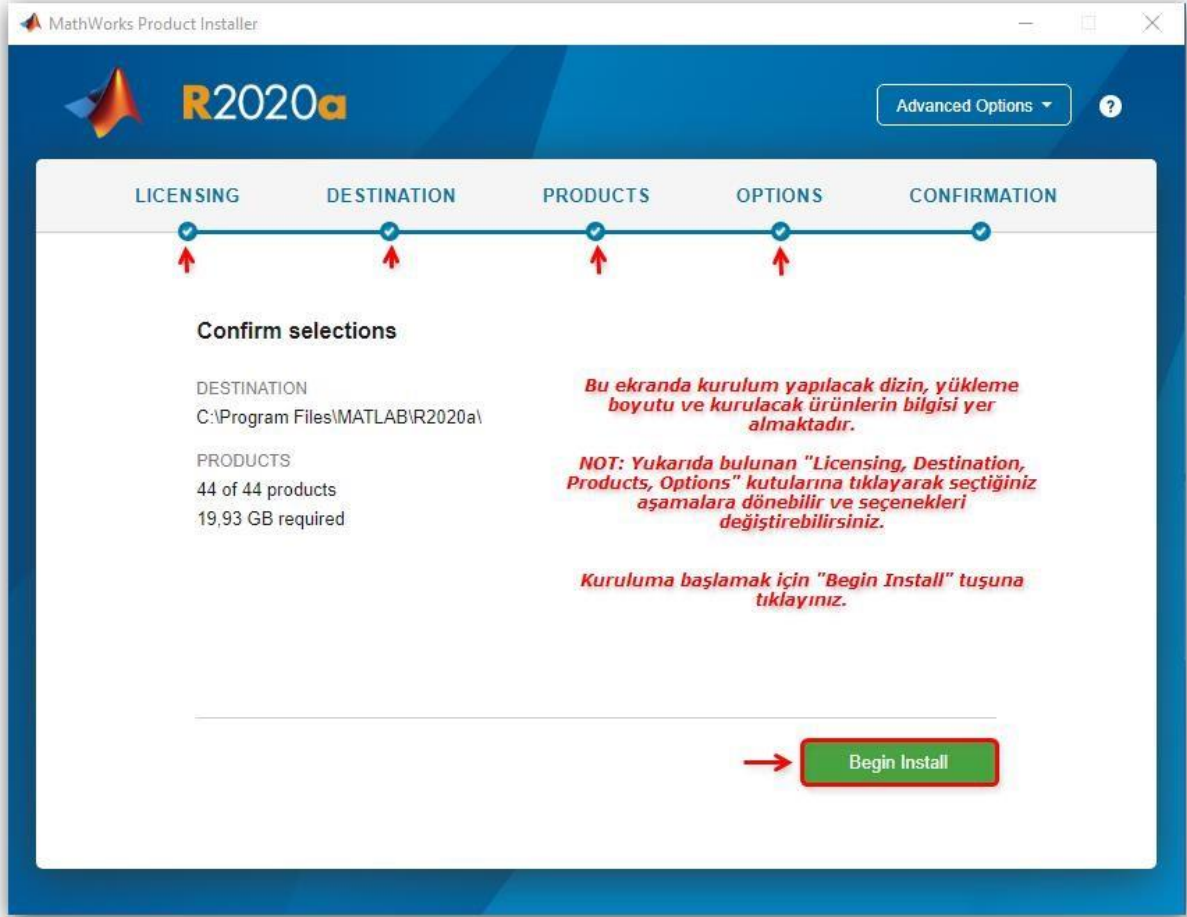 MathWorks Product Installer
R2020a
Advanced Options
?
LICENSING
DESTINATION
PRODUCTS
OPTIONS
CONFIRMATION
Confirm selections
DESTINATION
C:\Program Files\MATLAB\R2020a\
PRODUCTS
44 of 44 products
19,93 GB required
Bu ekranda kurulum yapılacak dizin, yükleme
boyutu ve kurulacak ürünlerin bilgisi yer
almaktadır.
NOT: Yukarıda bulunan "Licensing, Destination,
Products, Options" kutularına tıklayarak seçtiğiniz
aşamalara dönebilir ve seçenekleri
değiştirebilirsiniz.
Kuruluma başlamak için "Begin Install" tuşuna
tıklayınız.
Begin Install